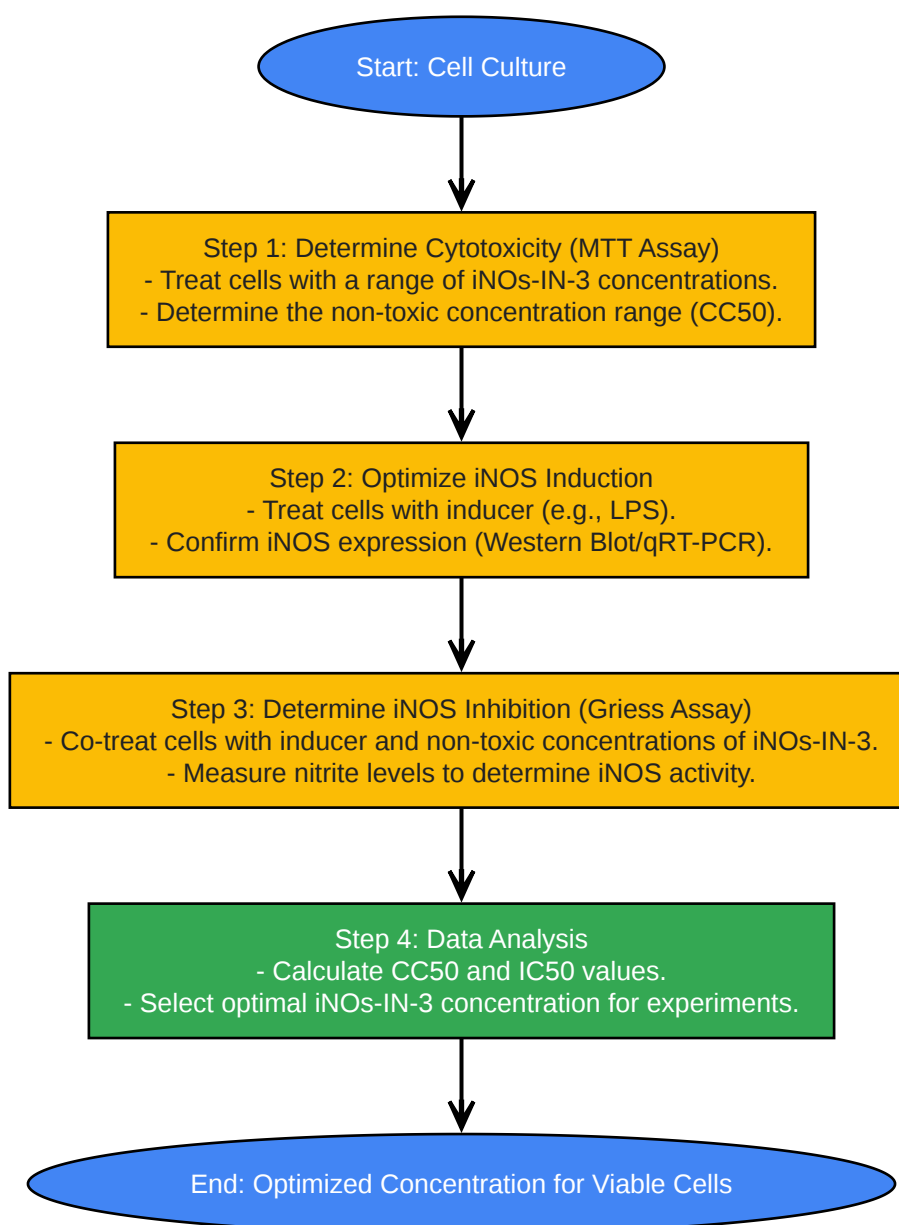 Start: Cell Culture
Step 1: Determine Cytotoxicity (MTT Assay)
- Treat cells with a range of iNOs-IN-3 concentrations.
- Determine the non-toxic concentration range (CC50).
Step 2: Optimize iNOS Induction
- Treat cells with inducer (e.g., LPS).
- Confirm iNOS expression (Western Blot/qRT-PCR).
Step 3: Determine iNOS Inhibition (Griess Assay)
- Co-treat cells with inducer and non-toxic concentrations of iNOs-IN-3.
- Measure nitrite levels to determine iNOS activity.
Step 4: Data Analysis
- Calculate CC50 and IC50 values.
- Select optimal iNOs-IN-3 concentration for experiments.
End: Optimized Concentration for Viable Cells